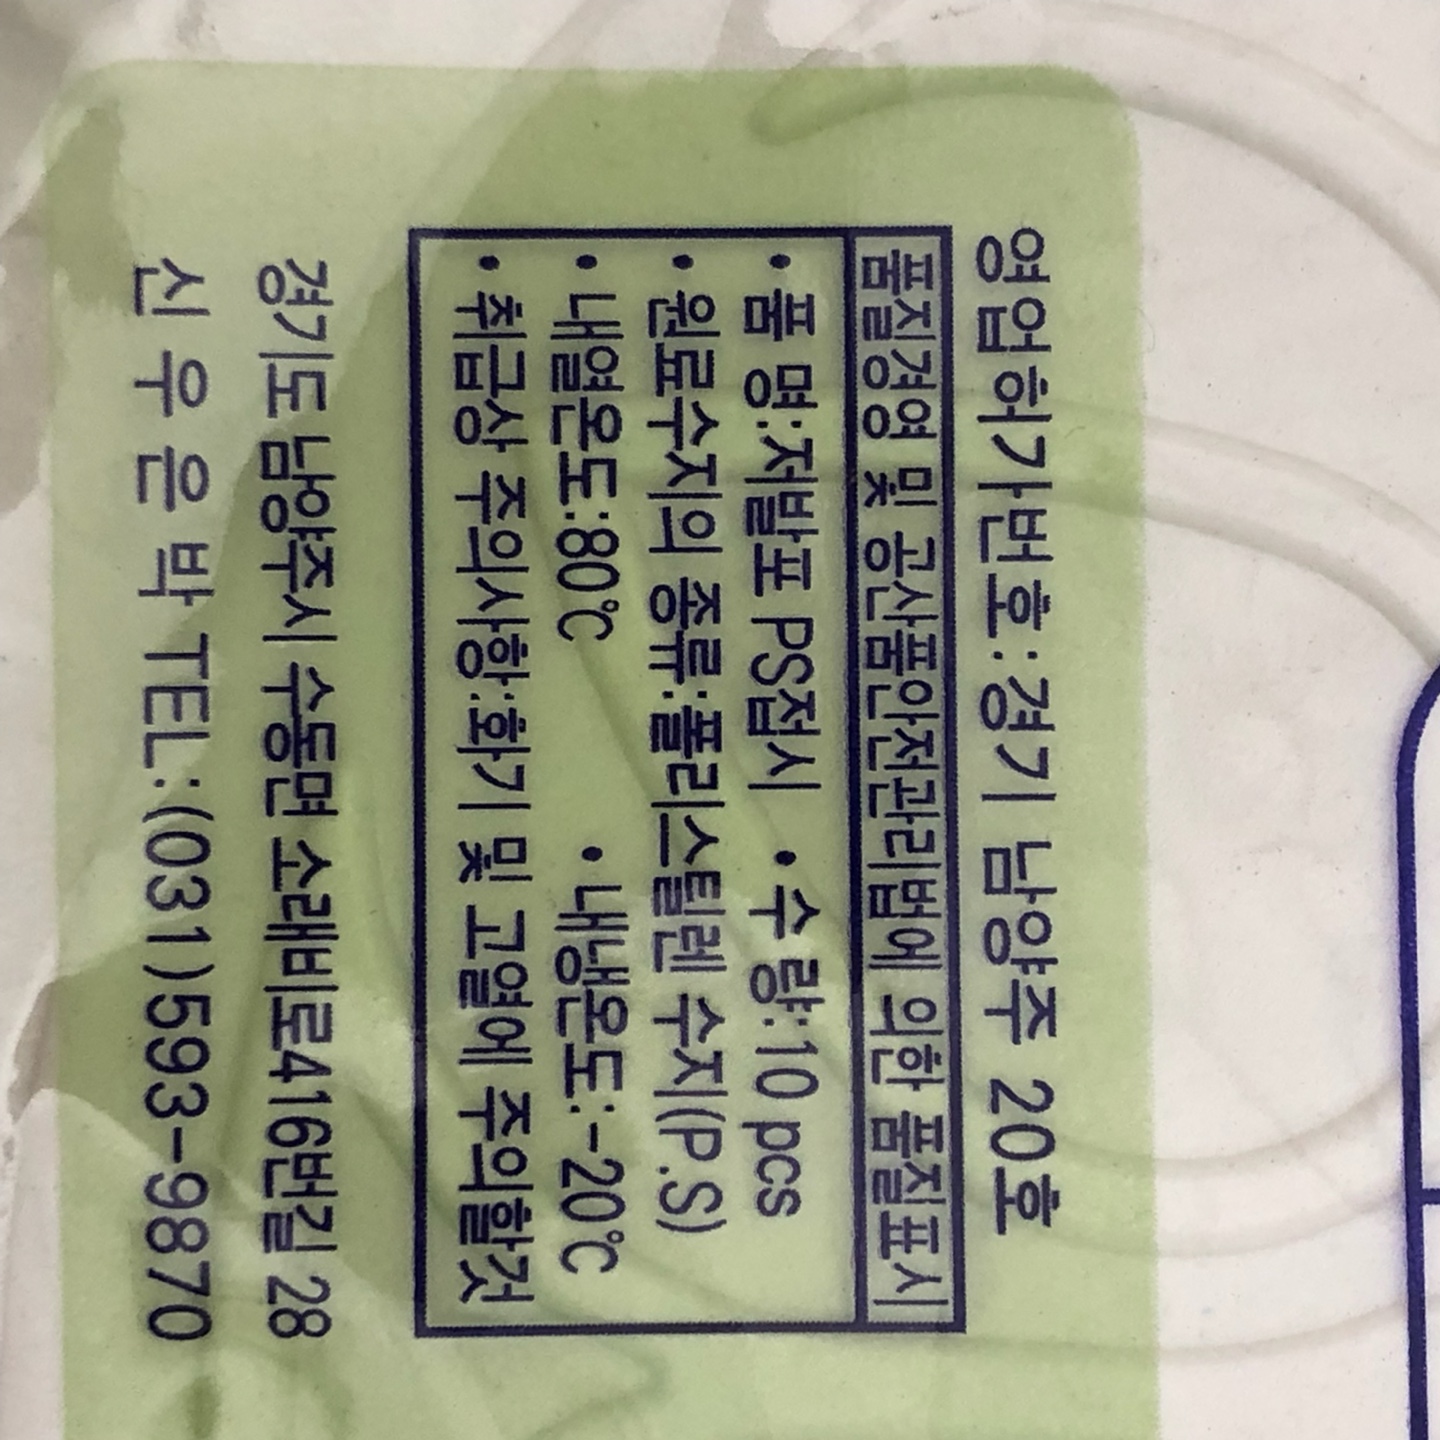 영업허가번호:경기 남양주 20호
품질경영 및 공산품안전관리법에 의한 품질표시
• 품 명:저발포 PS접시 • 수 량:10 pcs
• 원료수지의 종류:폴리스틸렌 수지(P.S)
• 내열온도:80℃ • 내냉온도:-20℃
• 취급상 주의사항:화기 및 고열에 주의할것
경기도 남양주시 수동면 소래비로416번길 28
신우은박 TEL:(031)593-9870